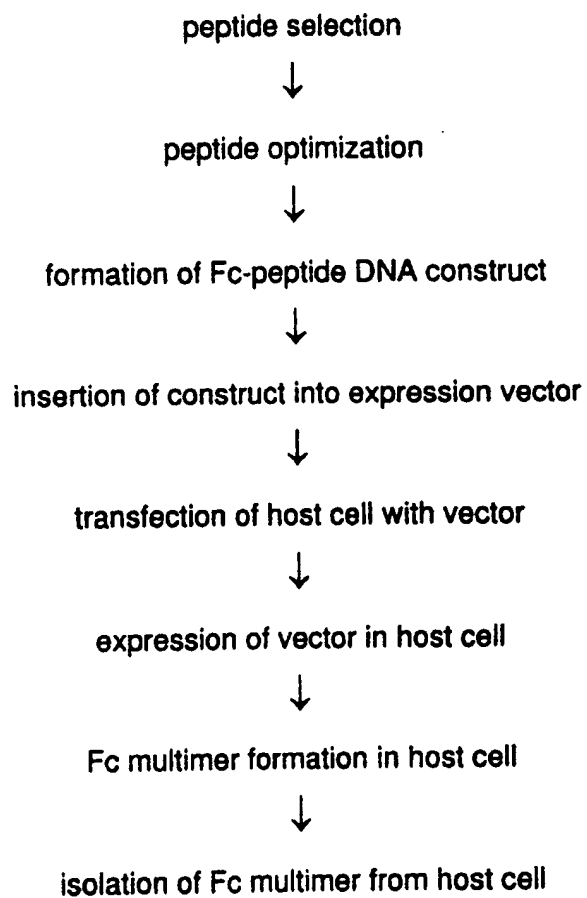 peptide selection
↓
peptide optimization
↓
formation of Fc-peptide DNA construct
↓
insertion of construct into expression vector
↓
transfection of host cell with vector
↓
expression of vector in host cell
↓
Fc multimer formation in host cell
↓
isolation of Fc multimer from host cell